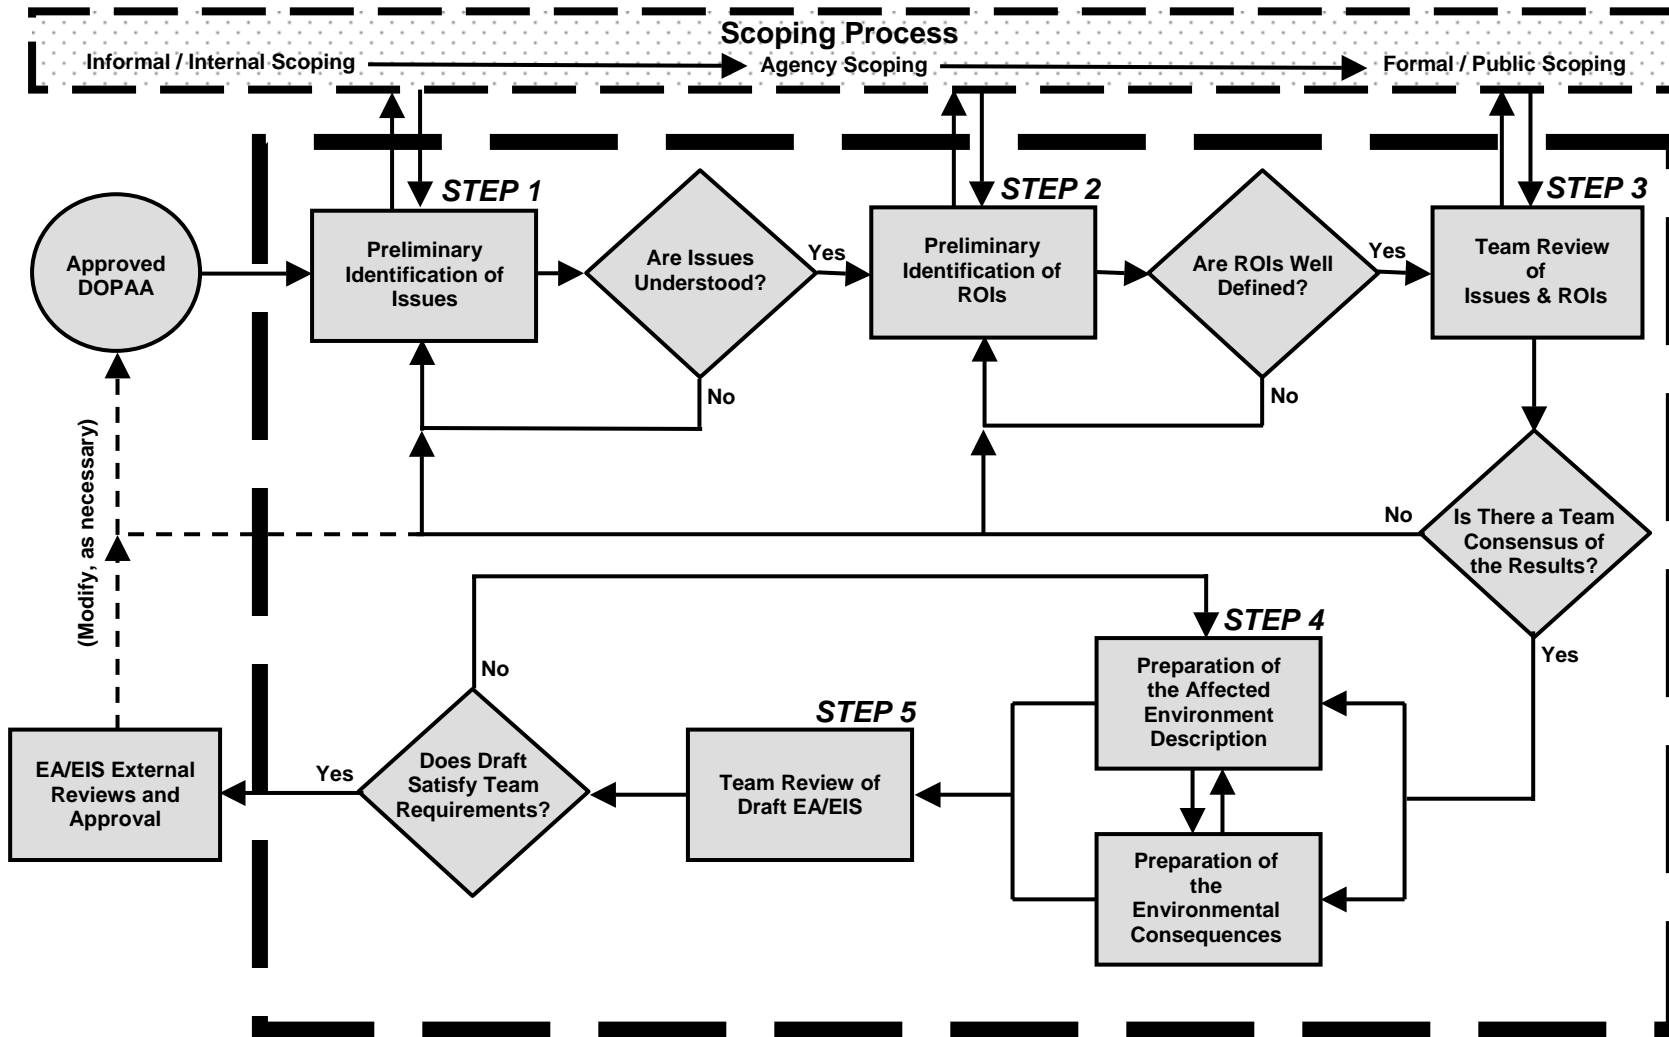 Scoping Process
Informal / Internal Scoping
Agency Scoping
Formal / Public Scoping
STEP 1
STEP 2
STEP 3
Approved
DOPAA
Preliminary
Identification of
Issues
Are Issues
Understood?
Yes
No
Preliminary
Identification of
ROIs
Are ROIs Well
Defined?
Yes
No
Team Review
of
Issues & ROIs
Is There a Team
Consensus of
the Results?
No
Yes
(Modify, as necessary)
STEP 4
Preparation of
the Affected
Environment
Description
Preparation of
the
Environmental
Consequences
STEP 5
Team Review of
Draft EA/EIS
Does Draft
Satisfy Team
Requirements?
No
Yes
EA/EIS External
Reviews and
Approval